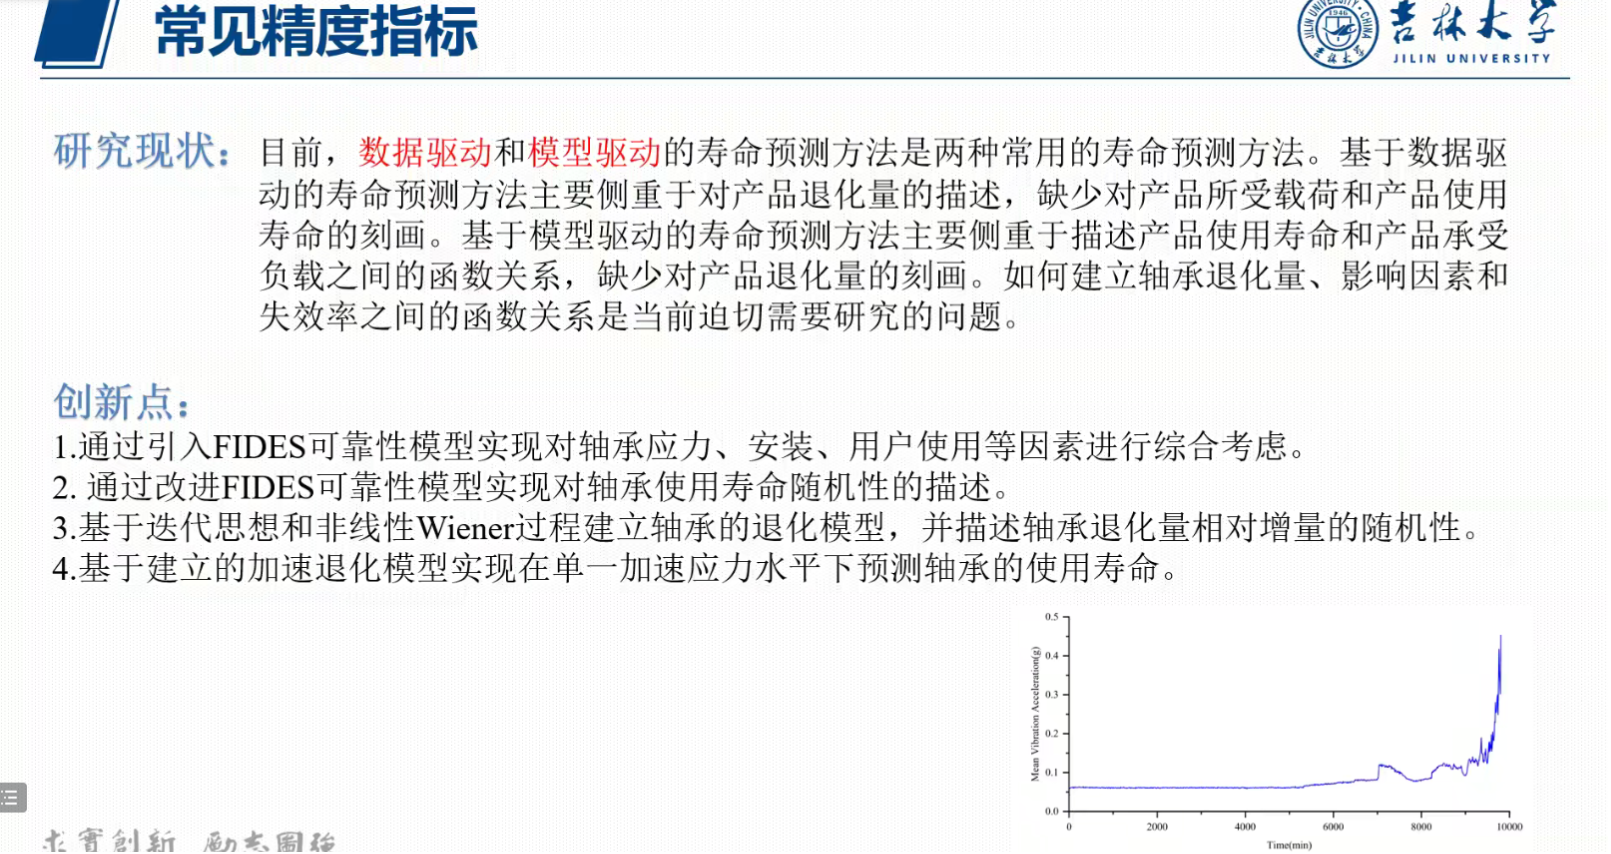 常见精度指标
JILIN UNIVERSITY·CHINA
1946
吉林大学
吉林大学
JILIN UNIVERSITY
研究现状：
目前，数据驱动和模型驱动的寿命预测方法是两种常用的寿命预测方法。基于数据驱
动的寿命预测方法主要侧重于对产品退化量的描述，缺少对产品所受载荷和产品使用
寿命的刻画。基于模型驱动的寿命预测方法主要侧重于描述产品使用寿命和产品承受
负载之间的函数关系，缺少对产品退化量的刻画。如何建立轴承退化量、影响因素和
失效率之间的函数关系是当前迫切需要研究的问题。
创新点：
1.通过引入FIDES可靠性模型实现对轴承应力、安装、用户使用等因素进行综合考虑。
2. 通过改进FIDES可靠性模型实现对轴承使用寿命随机性的描述。
3.基于迭代思想和非线性Wiener过程建立轴承的退化模型，并描述轴承退化量相对增量的随机性。
4.基于建立的加速退化模型实现在单一加速应力水平下预测轴承的使用寿命。
Mean Vibration Acceleration(g)
0.5
0.4
0.3
0.2
0.1
0.0
0 2000 4000 6000 8000 10000
Time(min)
求實創新 勵志圖強